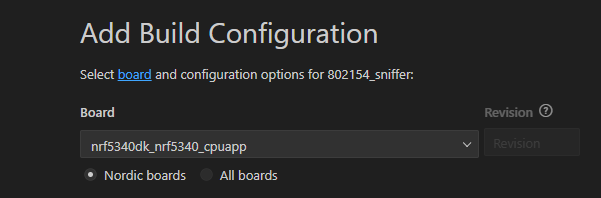 Add Build Configuration
Select board and configuration options for 802154_sniffer:
Board
Revision
nrf5340dk_nrf5340_cpuapp
Revision
Nordic boards
All boards